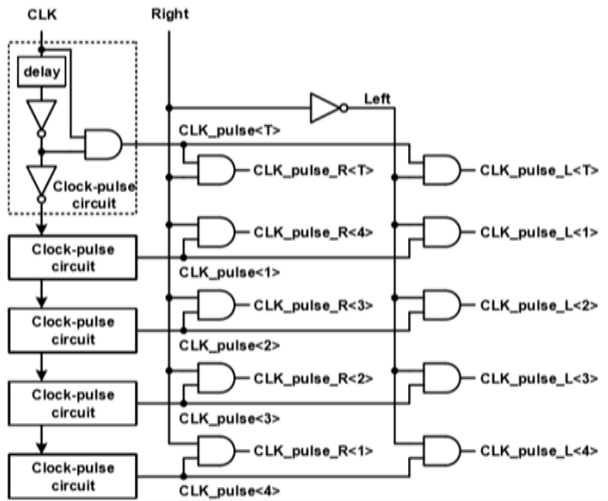 CLK
Right
delay
Left
CLK_pulse<T>
CLK_pulse_R<T>
CLK_pulse_L<T>
Clock-pulse
circuit
CLK_pulse_R<4>
CLK_pulse_L<1>
Clock-pulse
circuit
CLK_pulse<1>
CLK_pulse_R<3>
CLK_pulse_L<2>
Clock-pulse
circuit
CLK_pulse<2>
CLK_pulse_R<2>
CLK_pulse_L<3>
Clock-pulse
circuit
CLK_pulse<3>
CLK_pulse_R<1>
CLK_pulse_L<4>
Clock-pulse
circuit
CLK_pulse<4>